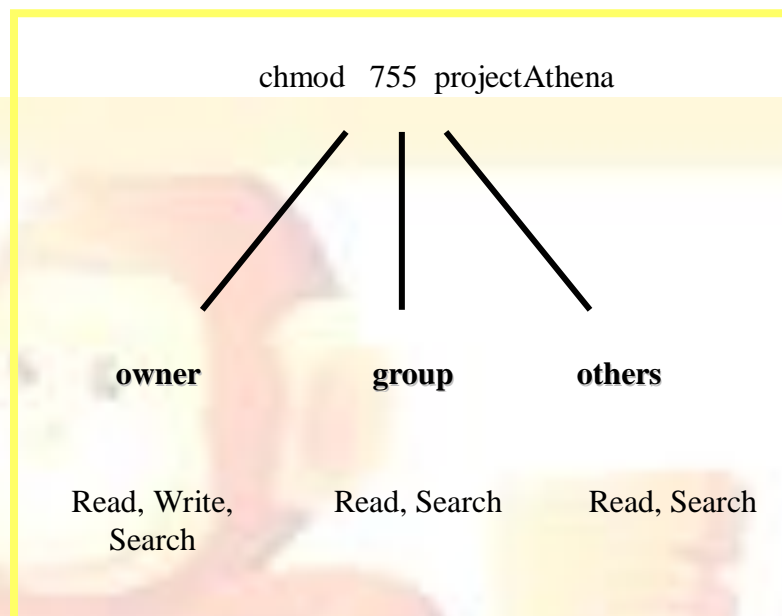 chmod 755 projectAthena
owner group others
Read, Write, Search Read, Search Read, Search